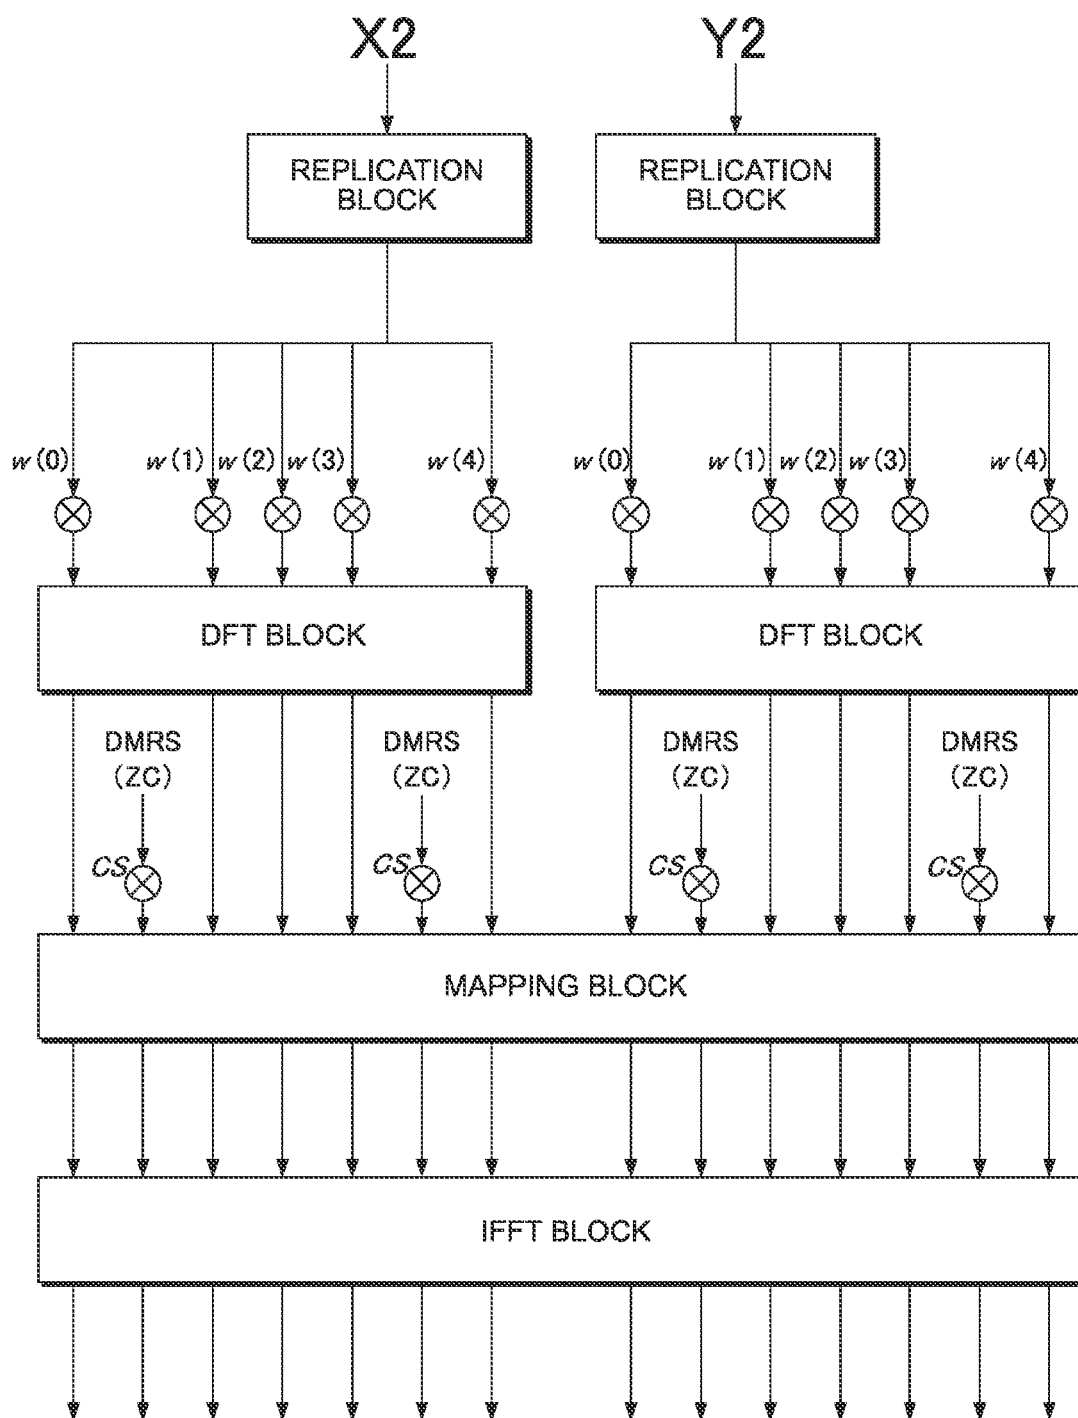 X2 Y2
REPLICATION BLOCK REPLICATION BLOCK
w(0) w(1) w(2) w(3) w(4) w(0) w(1) w(2) w(3) w(4)
DFT BLOCK DFT BLOCK
DMRS (ZC) DMRS (ZC) DMRS (ZC) DMRS (ZC)
CS CS CS CS
MAPPING BLOCK
IFFT BLOCK